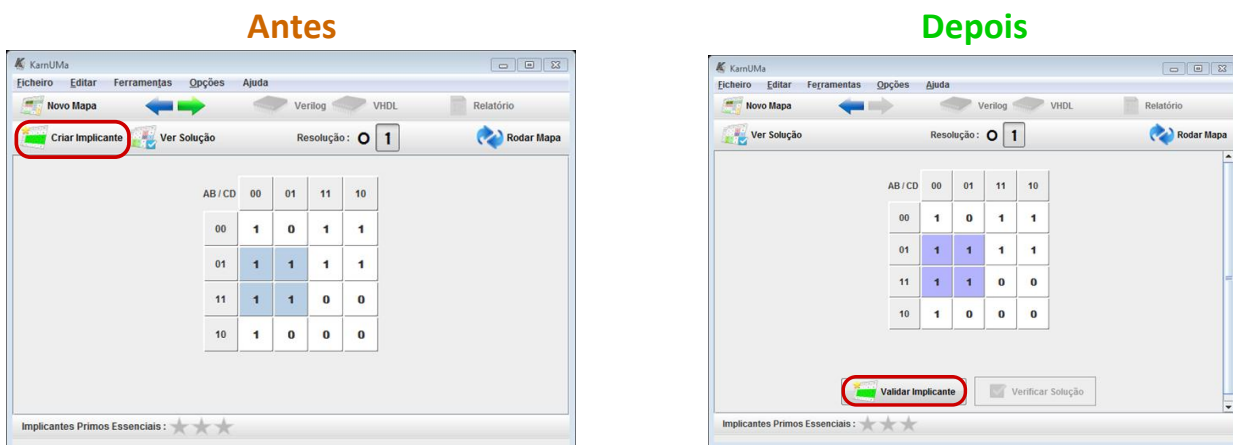 Antes
KarnUMa
Ficheiro Editar Ferramentas Opções Ajuda
Novo Mapa Verilog VHDL Relatório
Criar Implicante Ver Solução Resolução : O 1 Rodar Mapa
AB / CD 00 01 11 10
00 1 0 1 1
01 1 1 1 1
11 1 1 0 0
10 1 0 0 0
Implicantes Primos Essenciais :
Depois
KarnUMa
Ficheiro Editar Ferramentas Opções Ajuda
Novo Mapa Verilog VHDL Relatório
Ver Solução Resolução : O 1 Rodar Mapa
AB / CD 00 01 11 10
00 1 0 1 1
01 1 1 1 1
11 1 1 0 0
10 1 0 0 0
Validar Implicante Verificar Solução
Implicantes Primos Essenciais :